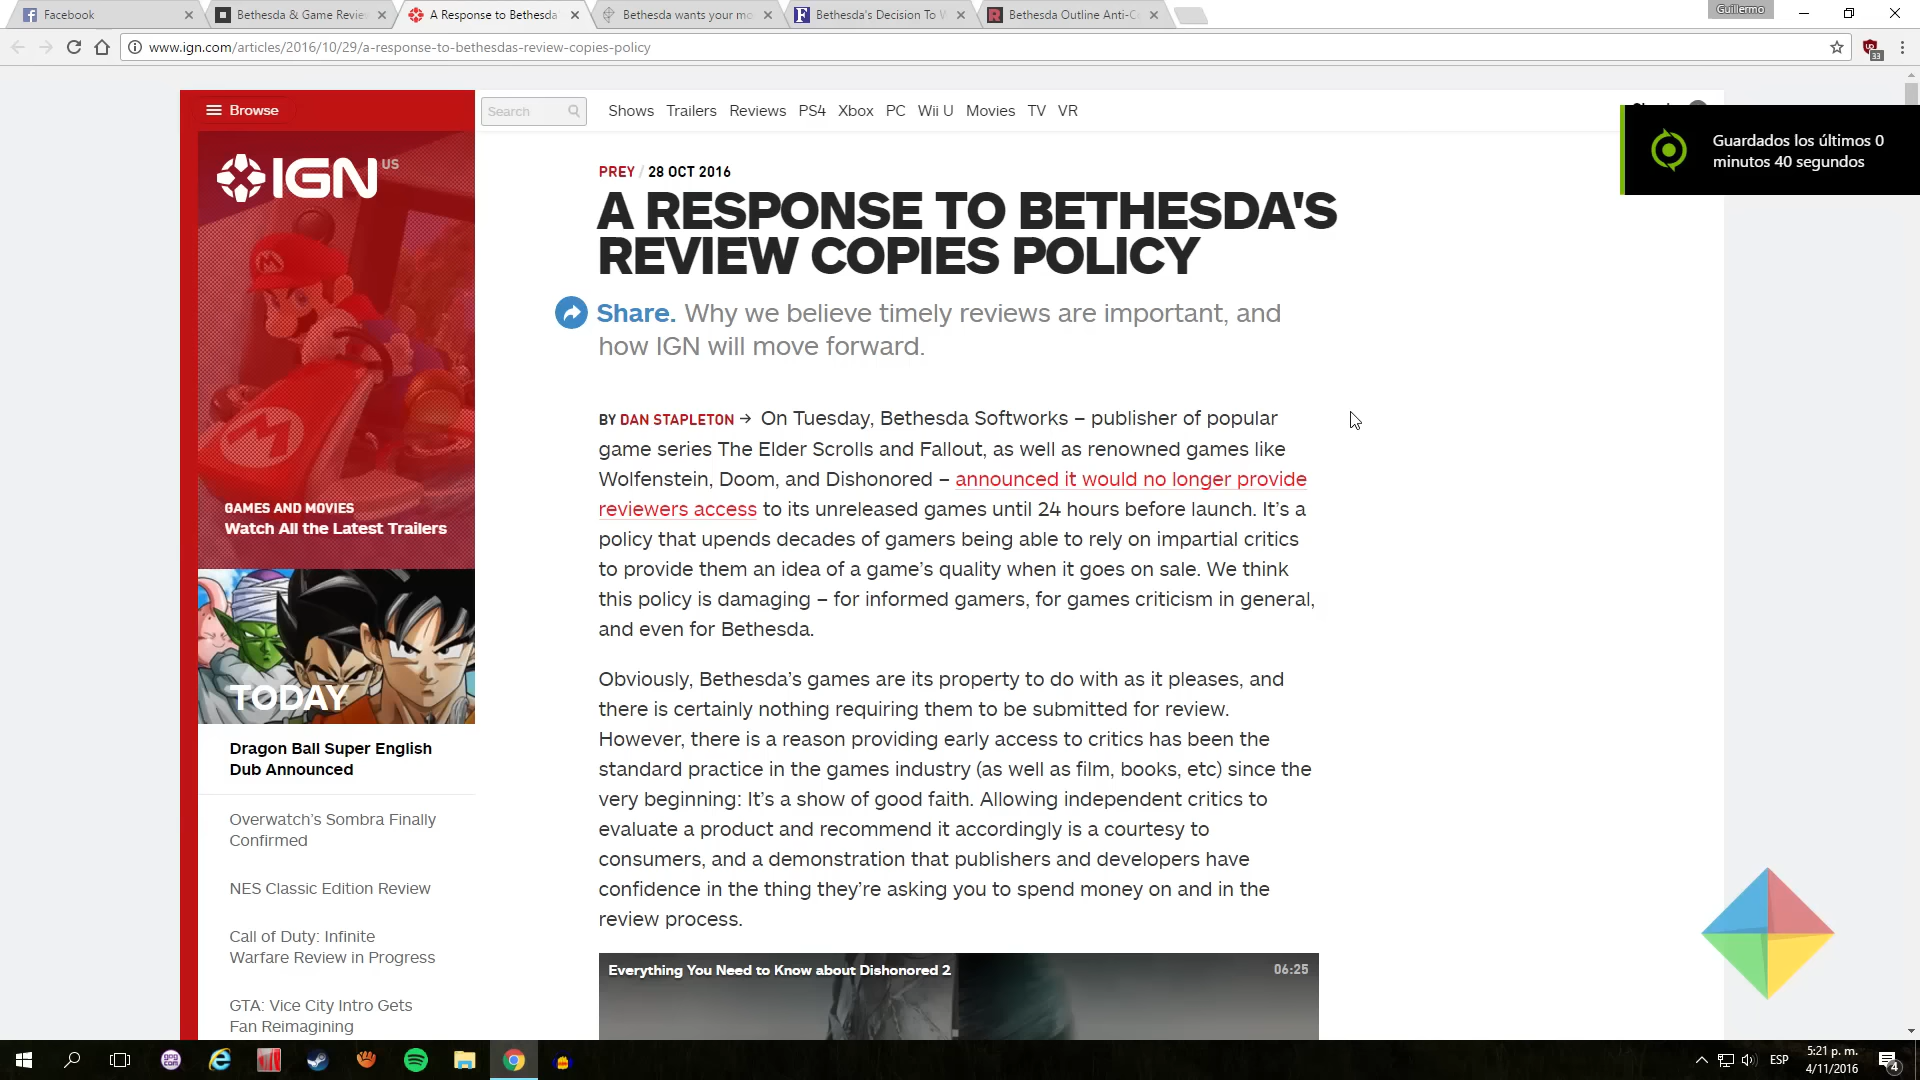 Facebook
Bethesda & Game Review
A Response to Bethesda
Bethesda wants your mo
Bethesda's Decision To W
Bethesda Outline Anti-C
Guillermo
www.ign.com/articles/2016/10/29/a-response-to-bethesdas-review-copies-policy
33
Browse
Search
Shows Trailers Reviews PS4 Xbox PC Wii U Movies TV VR
Guardados los últimos 0
minutos 40 segundos
IGN US
GAMES AND MOVIES
Watch All the Latest Trailers
TODAY
Dragon Ball Super English
Dub Announced
Overwatch's Sombra Finally
Confirmed
NES Classic Edition Review
Call of Duty: Infinite
Warfare Review in Progress
GTA: Vice City Intro Gets
Fan Reimagining
PREY / 28 OCT 2016
A RESPONSE TO BETHESDA'S
REVIEW COPIES POLICY
Share. Why we believe timely reviews are important, and
how IGN will move forward.
BY DAN STAPLETON → On Tuesday, Bethesda Softworks – publisher of popular
game series The Elder Scrolls and Fallout, as well as renowned games like
Wolfenstein, Doom, and Dishonored – announced it would no longer provide
reviewers access to its unreleased games until 24 hours before launch. It's a
policy that upends decades of gamers being able to rely on impartial critics
to provide them an idea of a game's quality when it goes on sale. We think
this policy is damaging – for informed gamers, for games criticism in general,
and even for Bethesda.
Obviously, Bethesda's games are its property to do with as it pleases, and
there is certainly nothing requiring them to be submitted for review.
However, there is a reason providing early access to critics has been the
standard practice in the games industry (as well as film, books, etc) since the
very beginning: It's a show of good faith. Allowing independent critics to
evaluate a product and recommend it accordingly is a courtesy to
consumers, and a demonstration that publishers and developers have
confidence in the thing they're asking you to spend money on and in the
review process.
Everything You Need to Know about Dishonored 2
06:25
ESP
5:21 p. m.
4/11/2016
4